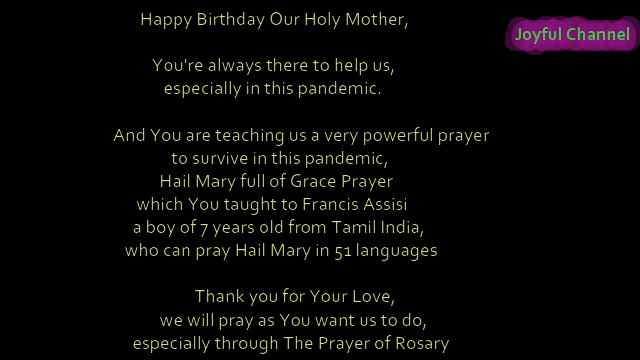 Happy Birthday Our Holy Mother,
Joyful Channel
You're always there to help us,
especially in this pandemic.
And You are teaching us a very powerful prayer
to survive in this pandemic,
Hail Mary full of Grace Prayer
which You taught to Francis Assisi
a boy of 7 years old from Tamil India,
who can pray Hail Mary in 51 languages
Thank you for Your Love,
we will pray as You want us to do,
especially through The Prayer of Rosary